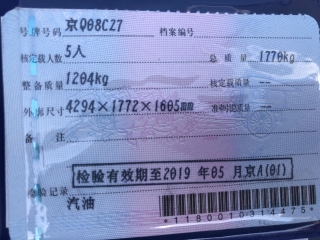 号牌号码 京Q08C27 档案编号
核定载人数 5人 总质量 1770kg
整备质量 1204kg 核定载质量 --
外廓尺寸 4294×1772×1605mm 准牵引总质量 --
备注
检验有效期至2019年05月京A(01)
检验记录
汽油
*1180010314475*